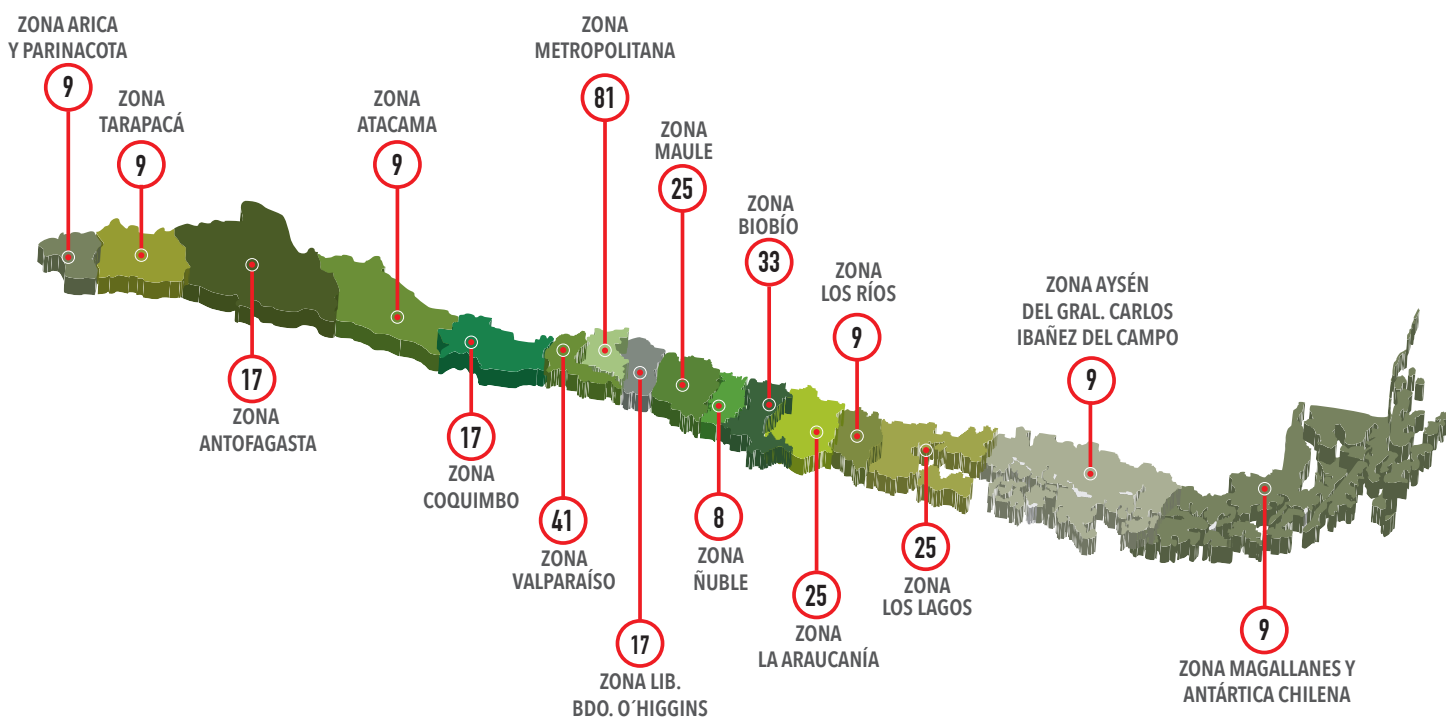 ZONA ARICA
Y PARINACOTA
9
ZONA
TARAPACÁ
9
17
ZONA
ANTOFAGASTA
ZONA
ATACAMA
9
17
ZONA
COQUIMBO
41
ZONA
VALPARAÍSO
ZONA
METROPOLITANA
81
17
ZONA LIB.
BDO. O´HIGGINS
ZONA
MAULE
25
8
ZONA
ÑUBLE
ZONA
BIOBÍO
33
25
ZONA
LA ARAUCANÍA
ZONA
LOS RÍOS
9
25
ZONA
LOS LAGOS
ZONA AYSÉN
DEL GRAL. CARLOS
IBAÑEZ DEL CAMPO
9
9
ZONA MAGALLANES Y
ANTÁRTICA CHILENA